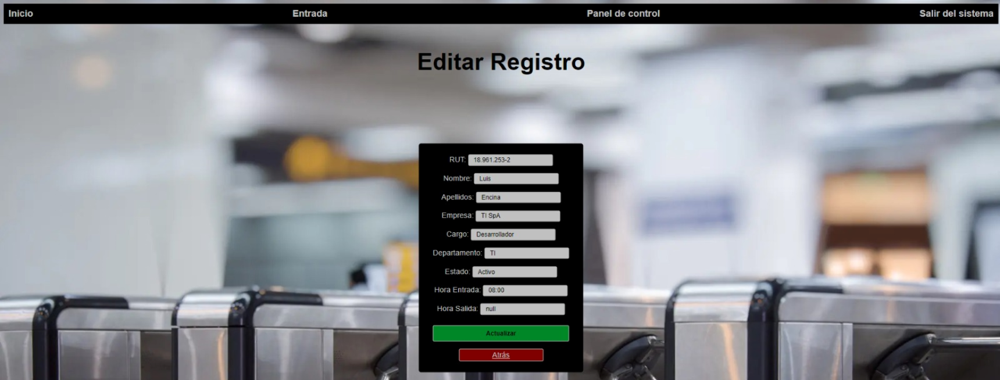 Inicio Entrada Panel de control Salir del sistema
Editar Registro
RUT: 18.961.253-2
Nombre: Luis
Apellidos: Encina
Empresa: TI SpA
Cargo: Desarrollador
Departamento: TI
Estado: Activo
Hora Entrada: 08:00
Hora Salida: null
Actualizar
Atrás